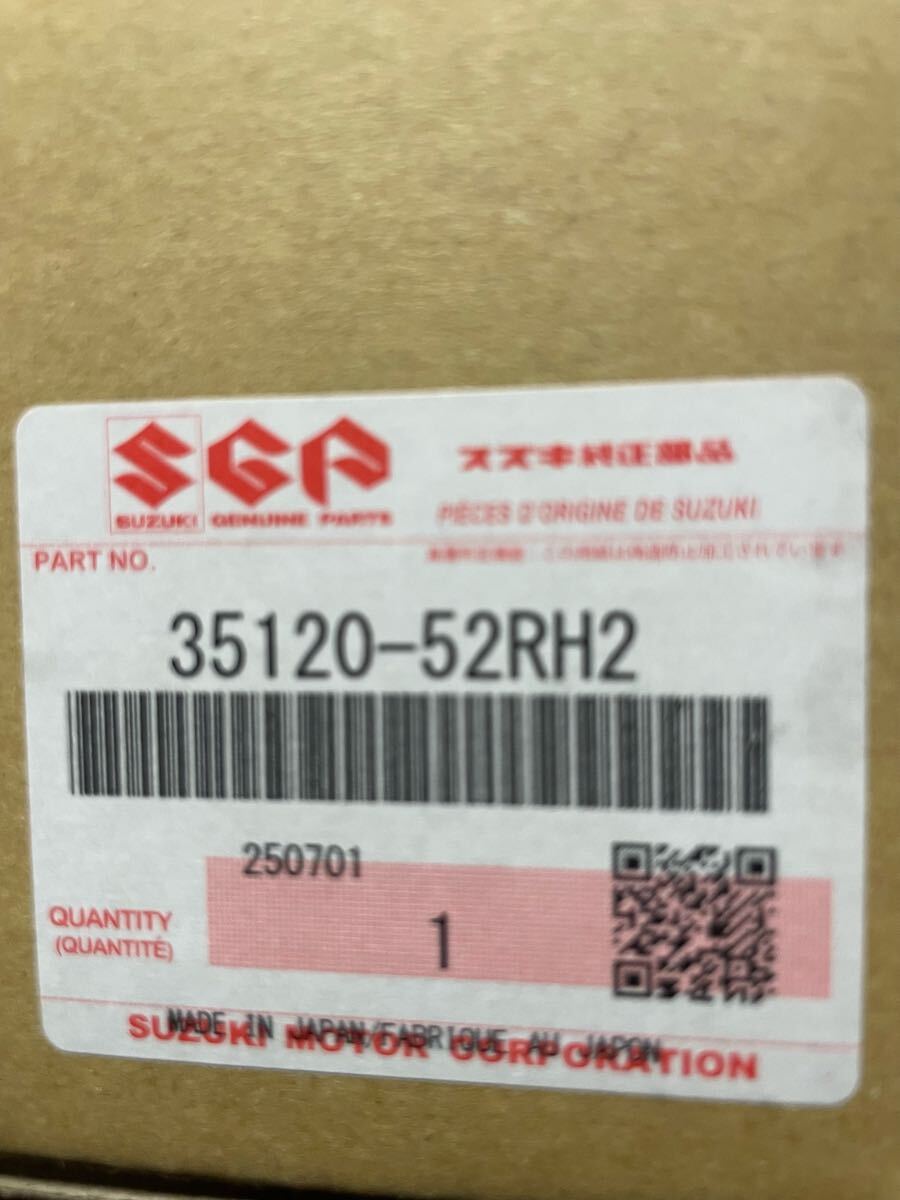 SGP
SUZUKI GENUINE PARTS
スズキ純正部品
PIÈCES D'ORIGINE DE SUZUKI
PART NO.
35120-52RH2
250701
QUANTITY
(QUANTITÉ)
1
MADE IN JAPAN/FABRIQUE AU JAPON
SUZUKI MOTOR CORPORATION